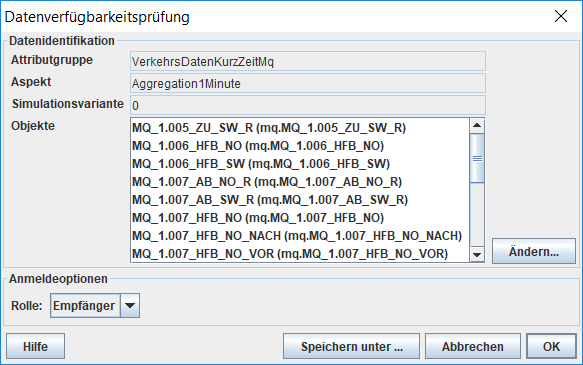 Datenverfügbarkeitsprüfung
Datenidentifikation
Attributgruppe VerkehrsDatenKurzZeitMq
Aspekt Aggregation1Minute
Simulationsvariante 0
Objekte MQ_1.005_ZU_SW_R (mq.MQ_1.005_ZU_SW_R)
MQ_1.006_HFB_NO (mq.MQ_1.006_HFB_NO)
MQ_1.006_HFB_SW (mq.MQ_1.006_HFB_SW)
MQ_1.007_AB_NO_R (mq.MQ_1.007_AB_NO_R)
MQ_1.007_AB_SW_R (mq.MQ_1.007_AB_SW_R)
MQ_1.007_HFB_NO (mq.MQ_1.007_HFB_NO)
MQ_1.007_HFB_NO_NACH (mq.MQ_1.007_HFB_NO_NACH)
MQ_1.007_HFB_NO_VOR (mq.MQ_1.007_HFB_NO_VOR)
Ändern...
Anmeldeoptionen
Rolle: Empfänger
Hilfe Speichern unter ... Abbrechen OK